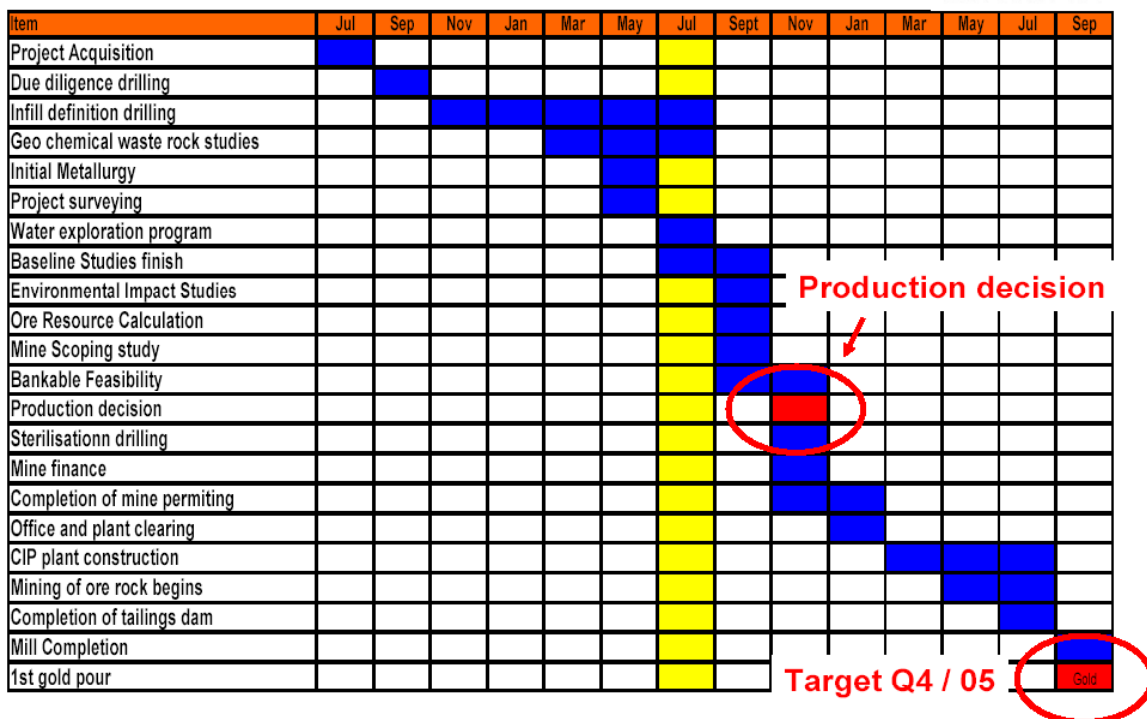 Item Jul Sep Nov Jan Mar May Jul Sept Nov Jan Mar May Jul Sep
Project Acquisition
Due diligence drilling
Infill definition drilling
Geo chemical waste rock studies
Initial Metallurgy
Project surveying
Water exploration program
Baseline Studies finish
Environmental Impact Studies
Production decision
Ore Resource Calculation
Mine Scoping study
Bankable Feasibility
Production decision
Sterilisationn drilling
Mine finance
Completion of mine permiting
Office and plant clearing
CIP plant construction
Mining of ore rock begins
Completion of tailings dam
Mill Completion
1st gold pour Target Q4 / 05 Gold